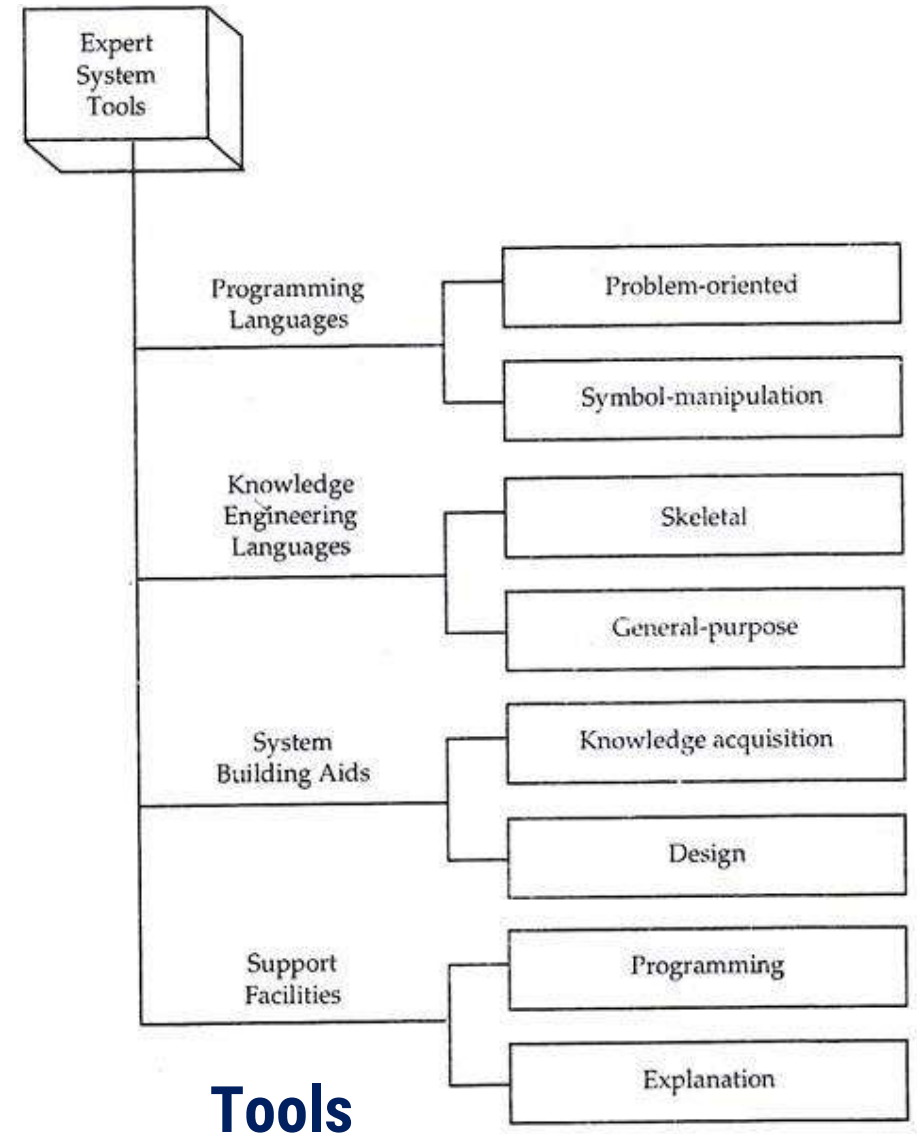 Expert
System
Tools
Programming
Languages
Problem-oriented
Symbol-manipulation
Knowledge
Engineering
Languages
Skeletal
General-purpose
System
Building Aids
Knowledge acquisition
Design
Support
Facilities
Programming
Explanation
Tools